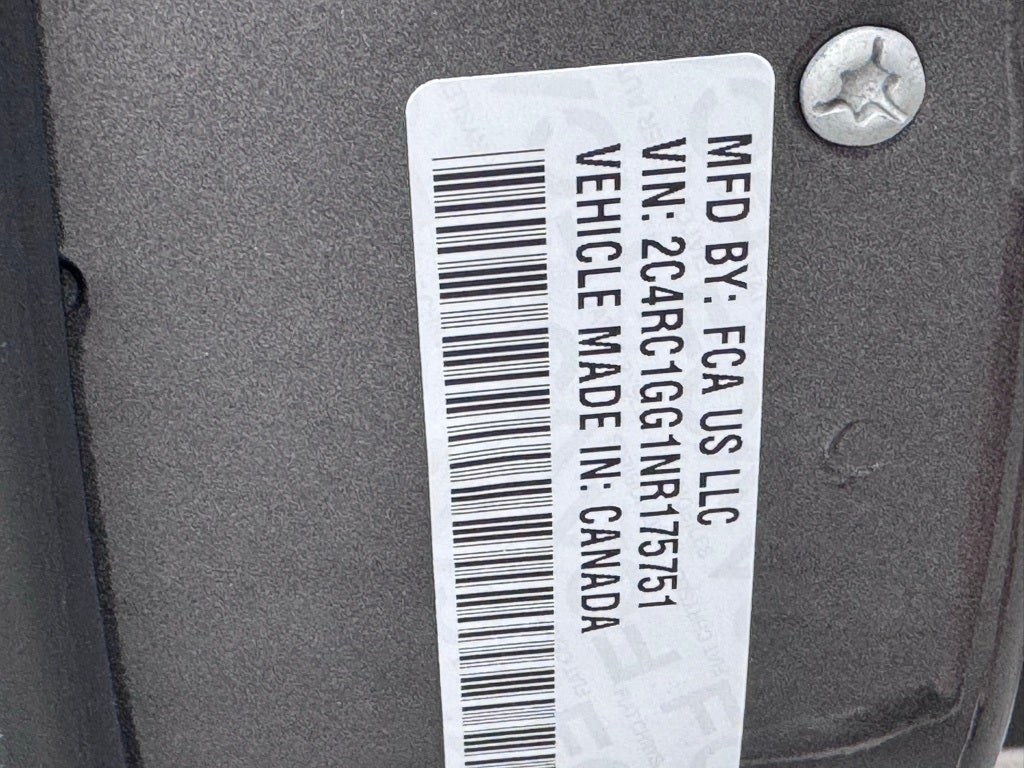 MFD BY: FCA US LLC
VIN: 2C4RC1GG1NR175751
VEHICLE MADE IN: CANADA